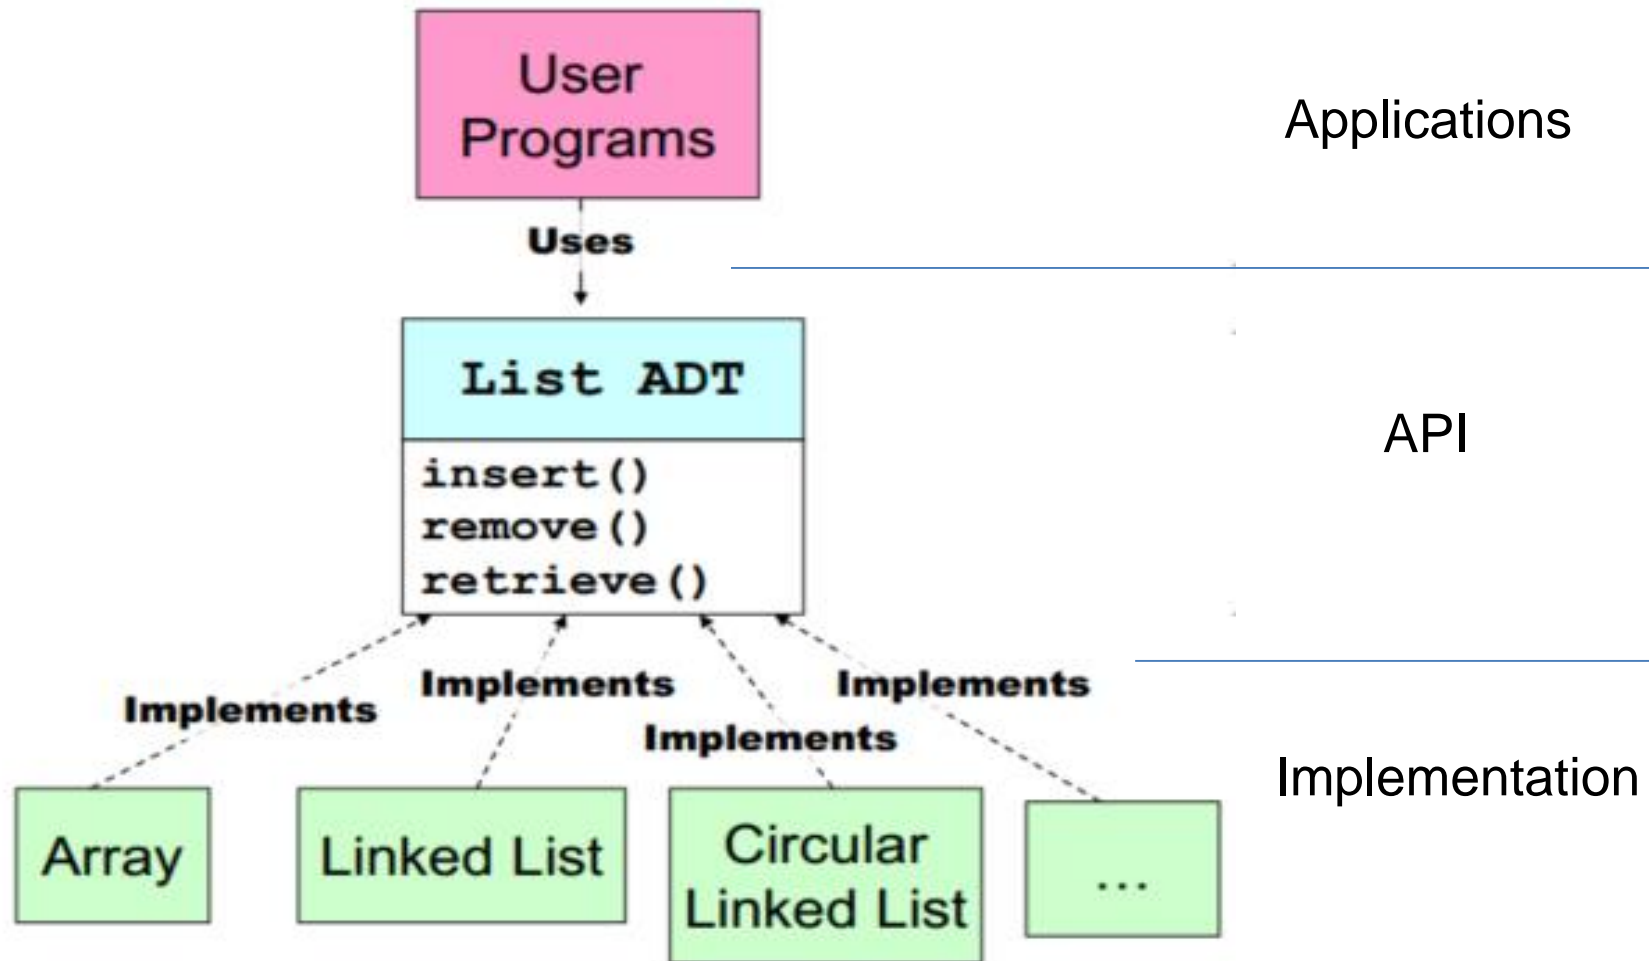 User
Programs
Applications
Uses
List ADT
insert()
remove()
retrieve()
API
Implements
Implements
Implements
Implements
Implementation
Array
Linked List
Circular
Linked List
...